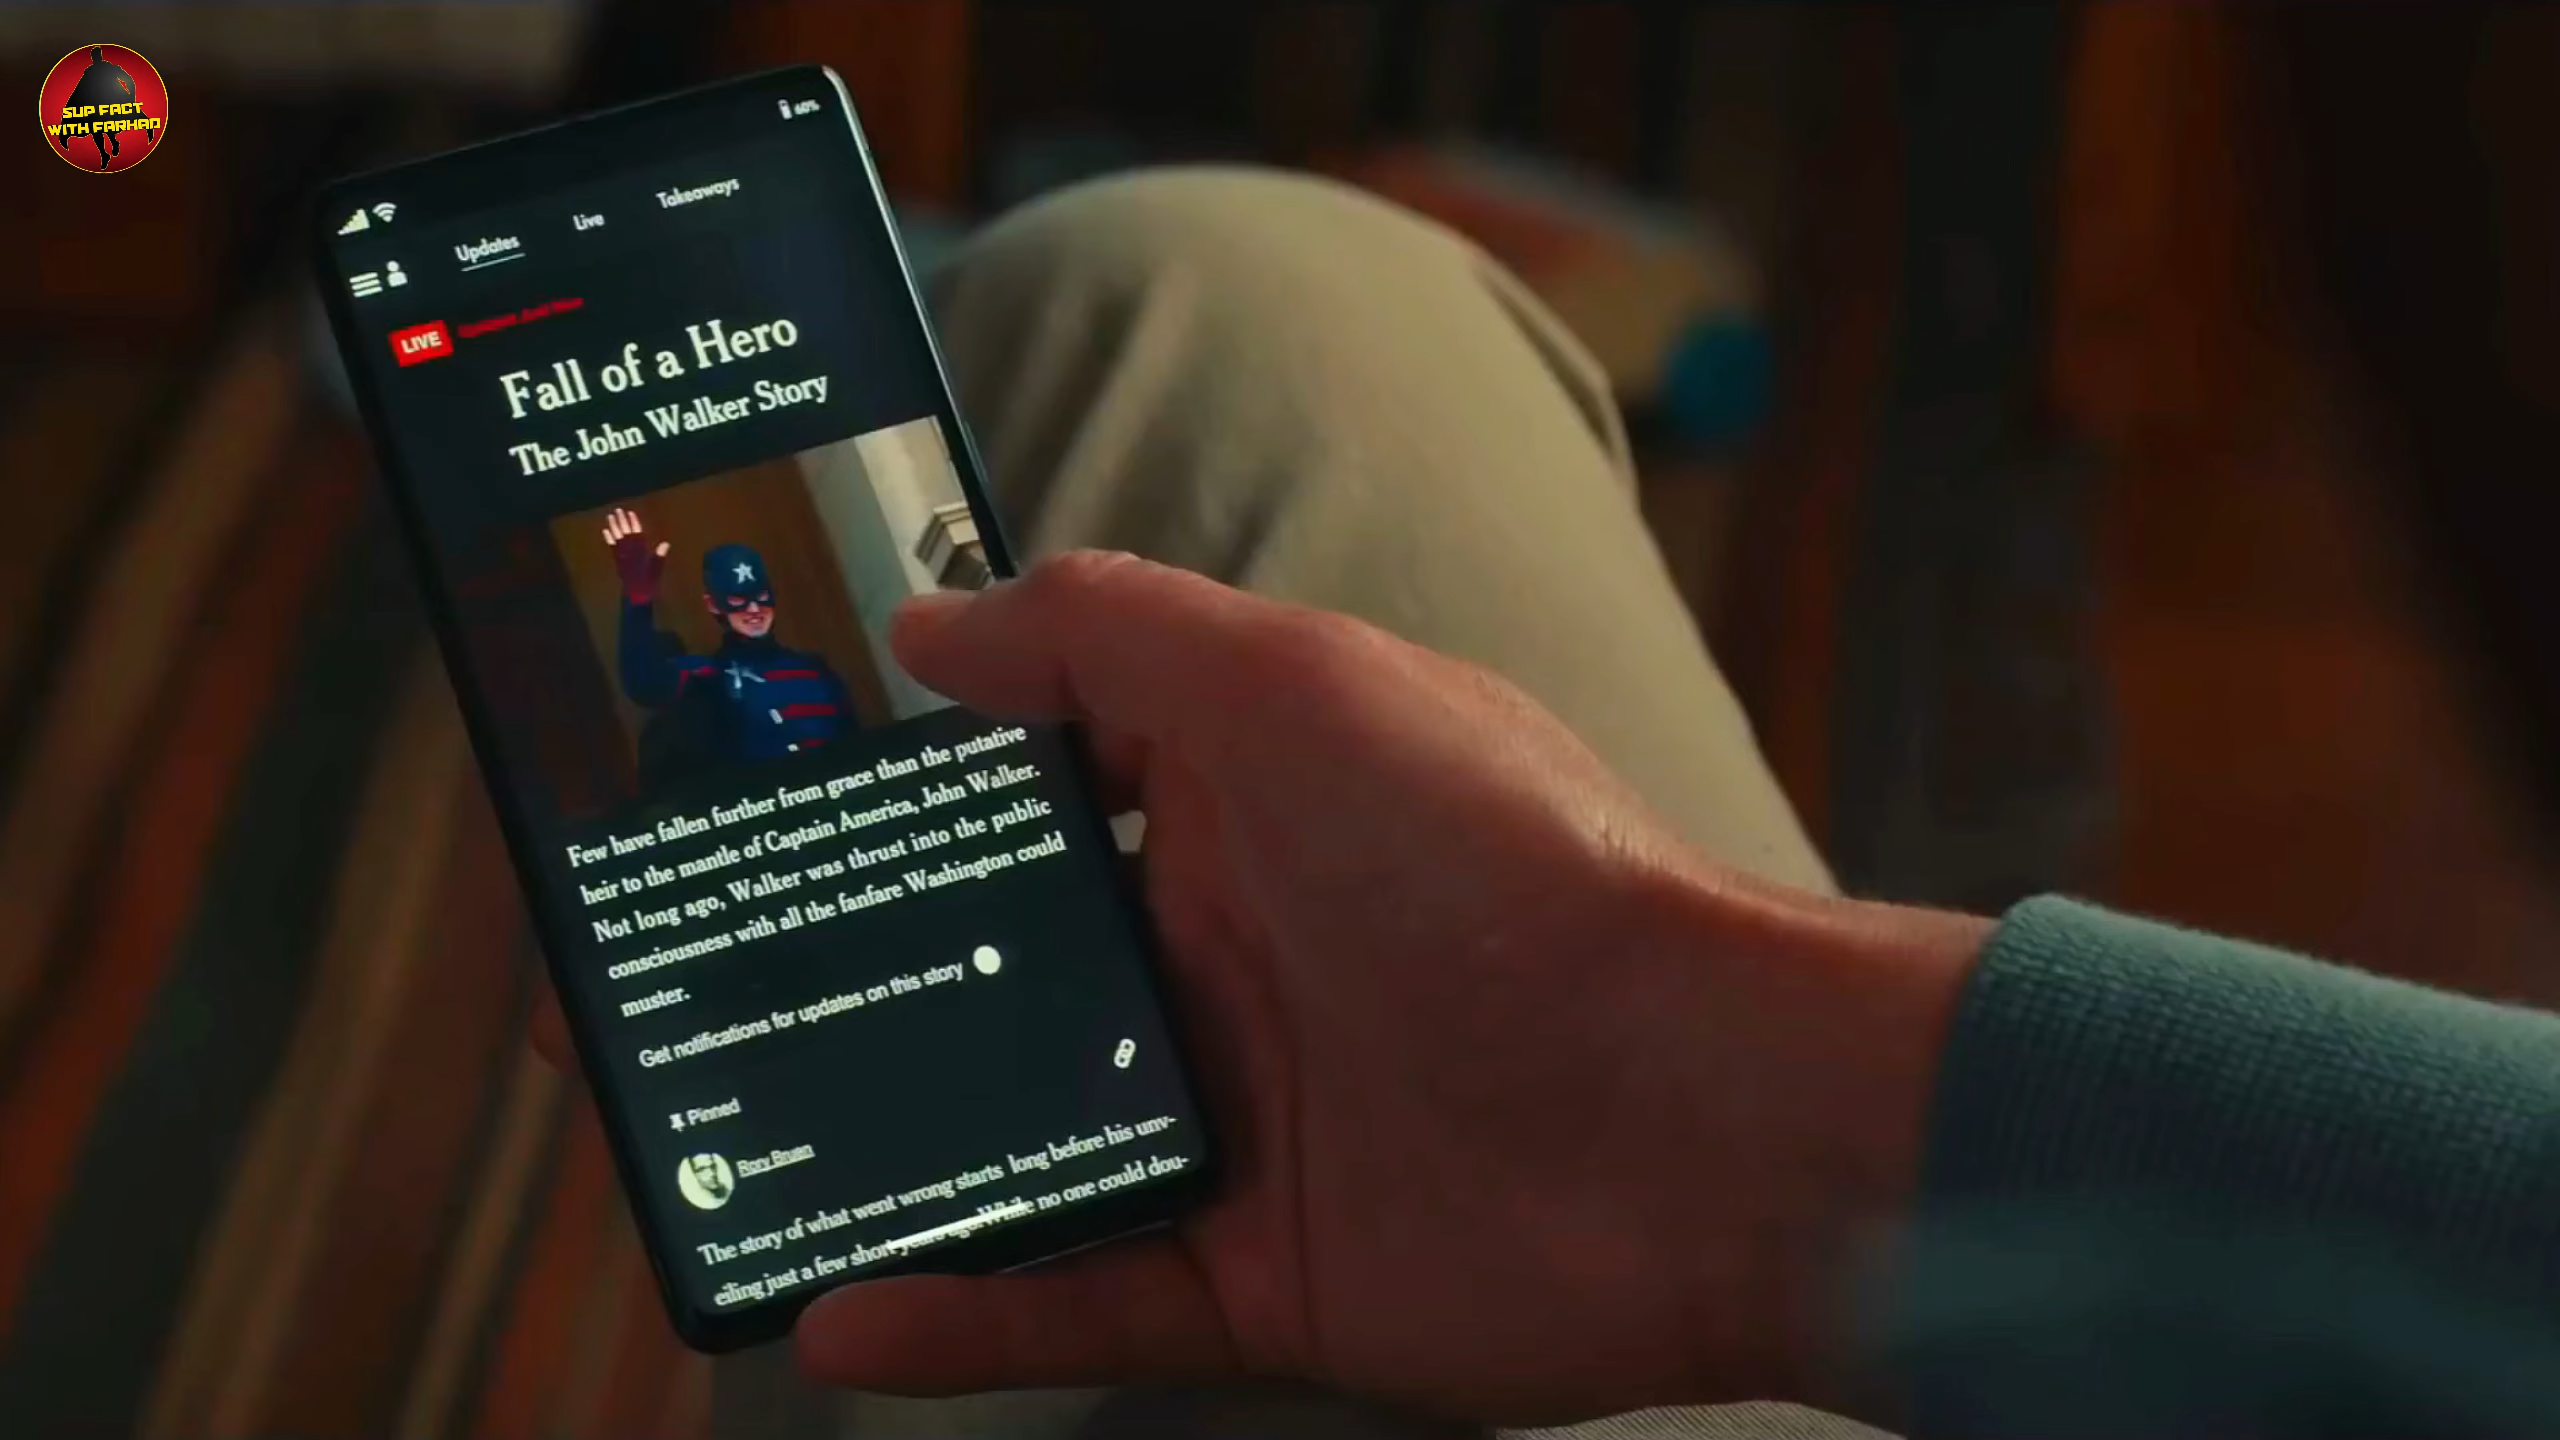 SUP FACT
WITH FARHAD
60%
Updates Live Takeaways
LIVE
Fall of a Hero
The John Walker Story
Few have fallen further from grace than the putative
heir to the mantle of Captain America, John Walker.
Not long ago, Walker was thrust into the public
consciousness with all the fanfare Washington could
muster.
Get notifications for updates on this story
Pinned
Rory
The story of what went wrong starts long before his unv-
eiling just a few short years ago. While no one could dou-